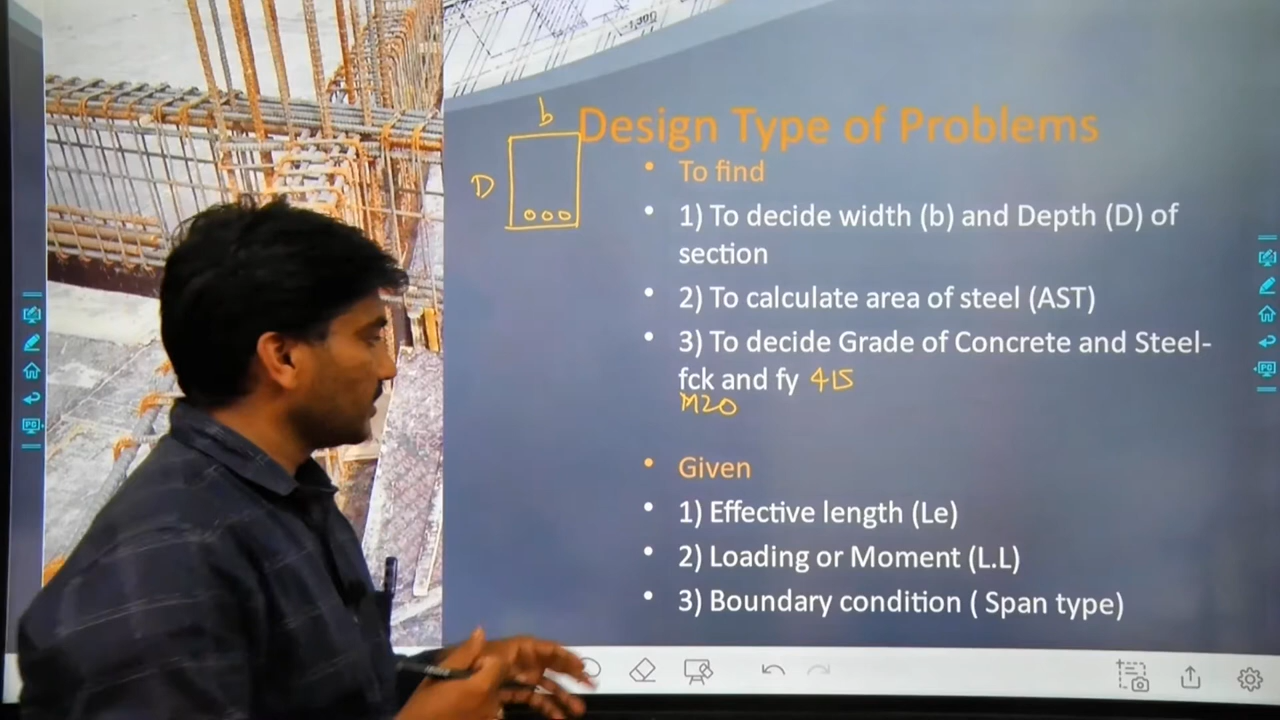 -1,300
b
Design Type of Problems
D
• To find
• 1) To decide width (b) and Depth (D) of
section
• 2) To calculate area of steel (AST)
• 3) To decide Grade of Concrete and Steel-
fck and fy 415
M20
• Given
• 1) Effective length (Le)
• 2) Loading or Moment (L.L)
• 3) Boundary condition ( Span type)